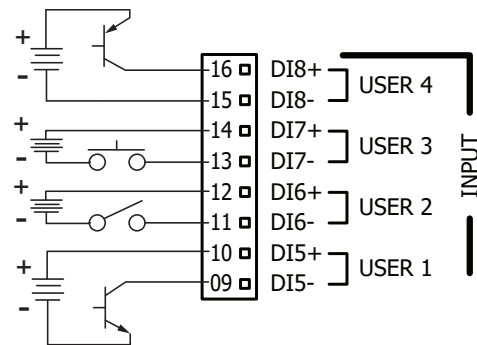 +
16 DI8+
USER 4
- 15 DI8-
+ 14 DI7+
USER 3
- 13 DI7-
+ 12 DI6+
USER 2
- 11 DI6-
10 DI5+
+
USER 1
09 DI5-
-
INPUT